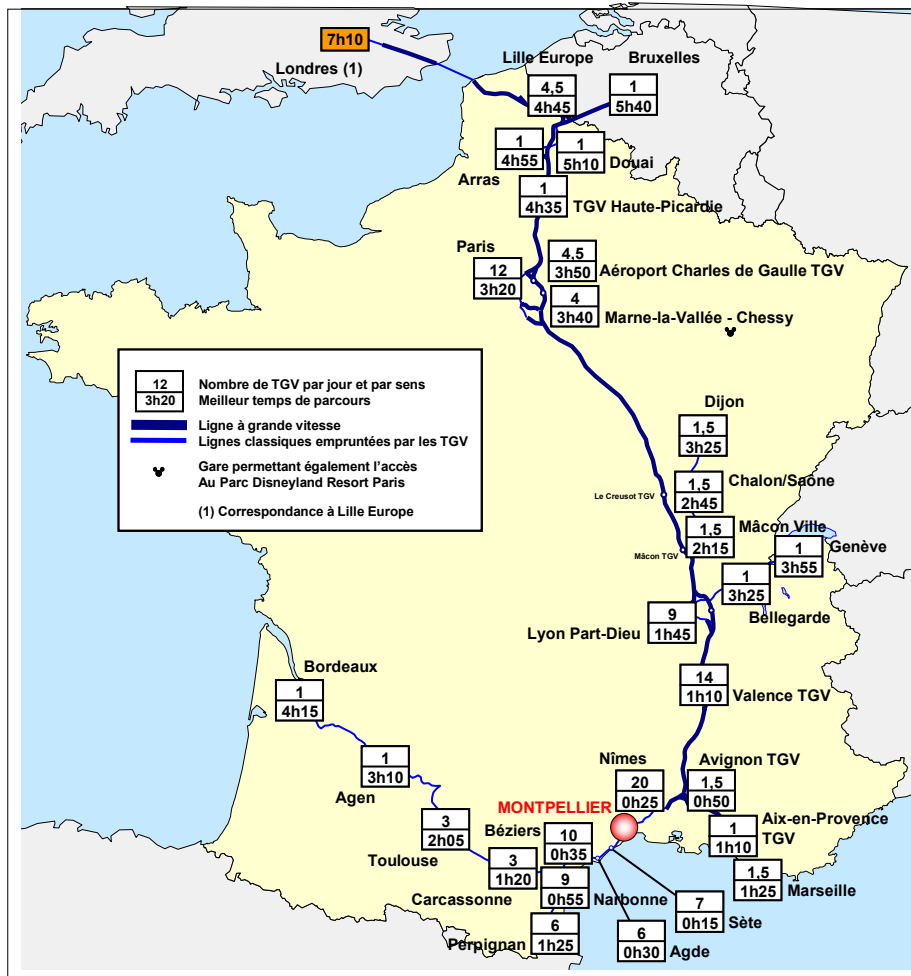 7h10
Londres (1)
Lille Europe
4,5
4h45
Bruxelles
1
5h40
1
4h55
Arras
1
5h10
Douai
1
4h35
TGV Haute-Picardie
Paris
12
3h20
4,5
3h50
Aéroport Charles de Gaulle TGV
4
3h40
Marne-la-Vallée - Chessy
12
3h20
Nombre de TGV par jour et par sens
Meilleur temps de parcours
Ligne à grande vitesse
Lignes classiques empruntées par les TGV
Gare permettant également l'accès
Au Parc Disneyland Resort Paris
(1) Correspondance à Lille Europe
Dijon
1,5
3h25
Chalon/Saône
1,5
2h45
Le Creusot TGV
Mâcon Ville
1,5
2h15
Mâcon TGV
Genève
1
3h55
1
3h25
Bellegarde
9
1h45
Lyon Part-Dieu
Bordeaux
1
4h15
14
1h10
Valence TGV
1
3h10
Agen
Nîmes
20
0h25
Avignon TGV
1,5
0h50
MONTPELLIER
Aix-en-Provence
TGV
1
1h10
3
2h05
Toulouse
Béziers
10
0h35
3
1h20
Carcassonne
9
0h55
Narbonne
1,5
1h25
Marseille
6
1h25
Perpignan
7
0h15
Sète
6
0h30
Agde